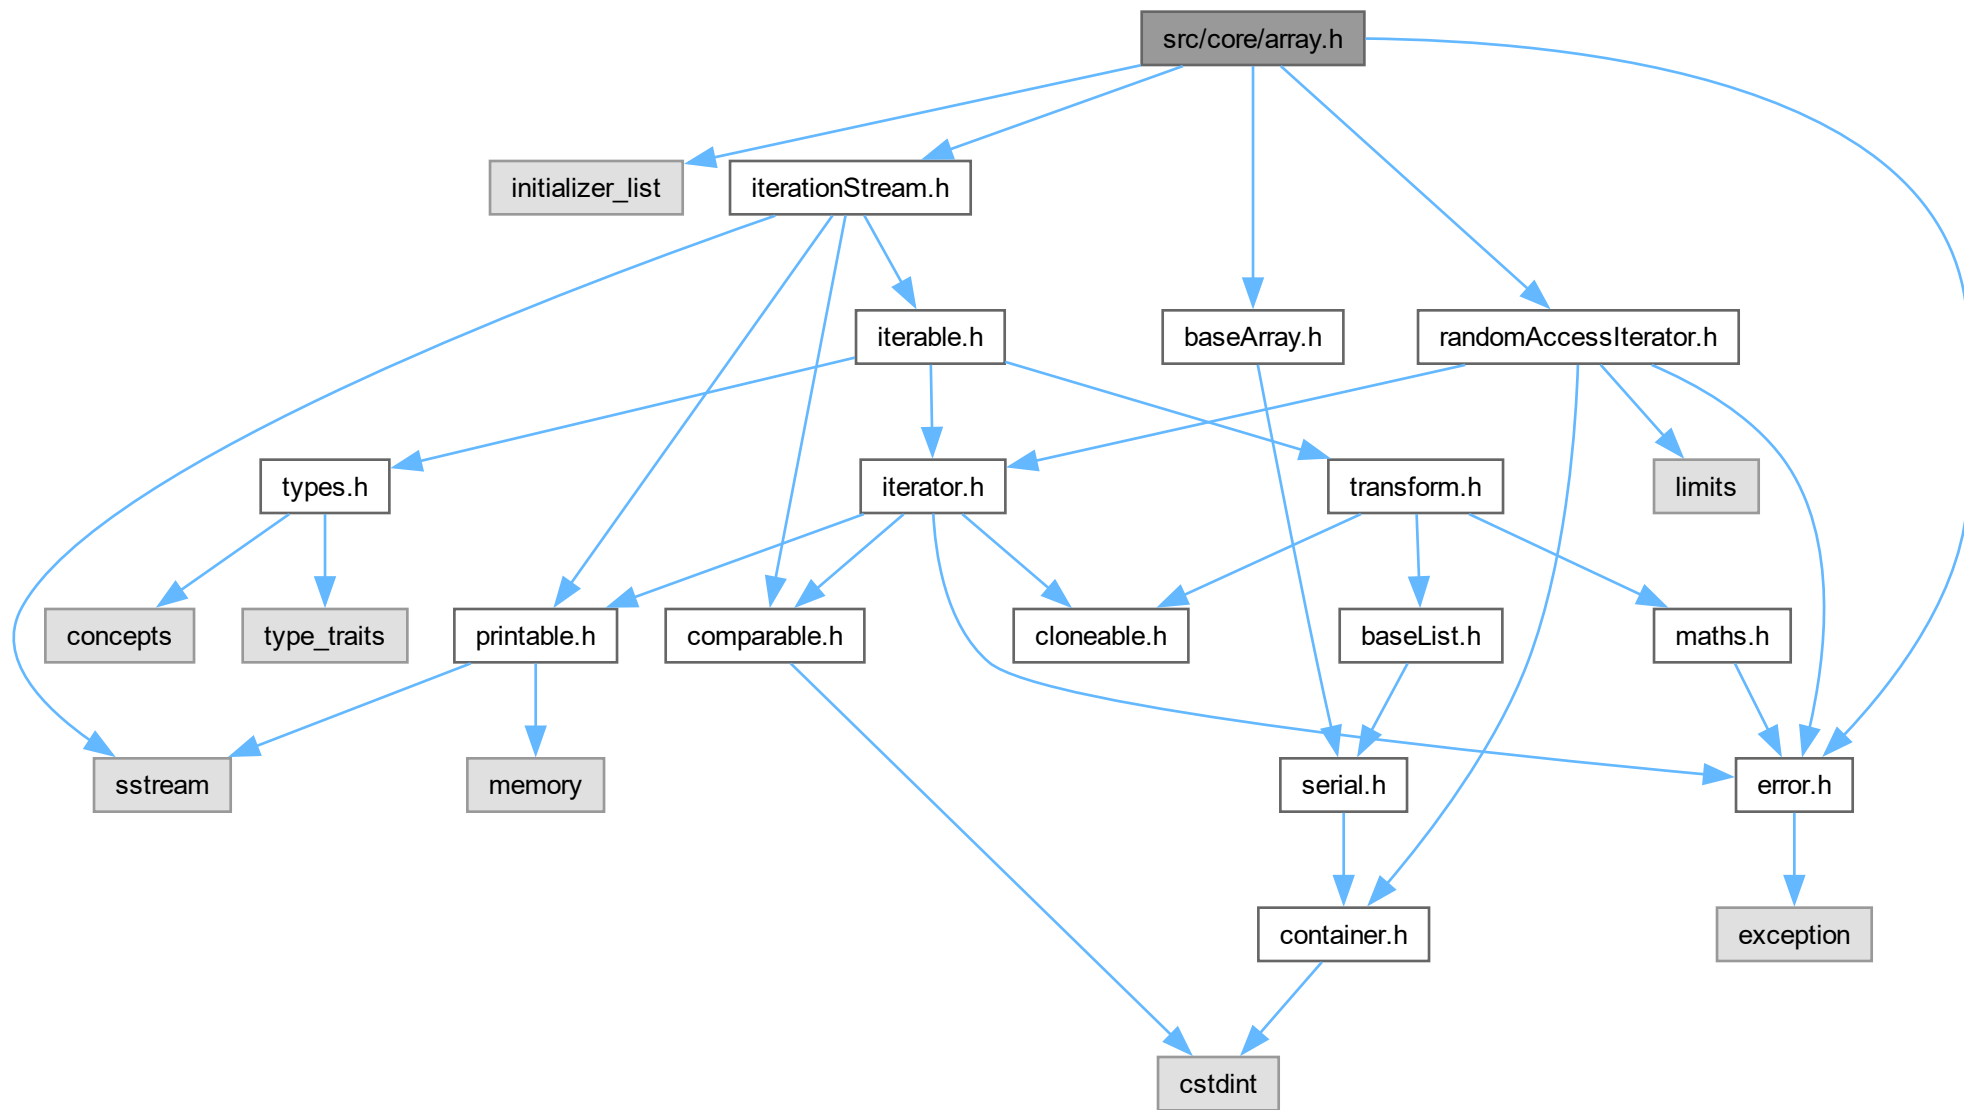 src/core/array.h
initializer_list
iterationStream.h
iterable.h
baseArray.h
randomAccessIterator.h
types.h
iterator.h
transform.h
limits
concepts
type_traits
printable.h
comparable.h
cloneable.h
baseList.h
maths.h
sstream
memory
serial.h
error.h
container.h
exception
cstdint